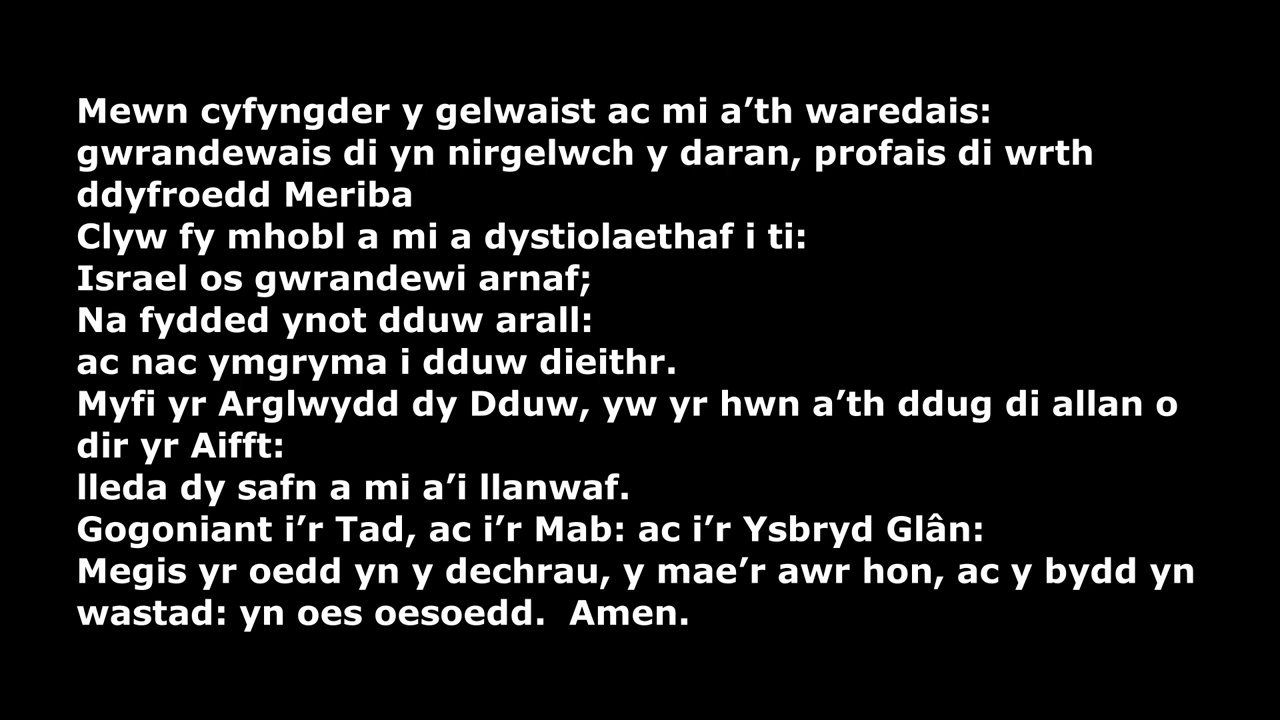 Mewn cyfyngder y gelwaist ac mi a’th waredais:
gwrandewais di yn nirgelwch y daran, profais di wrth
ddyfroedd Meriba
Clyw fy mhobl a mi a dystiolaethaf i ti:
Israel os gwrandewi arnaf;
Na fydded ynot dduw arall:
ac nac ymgryma i dduw dieithr.
Myfi yr Arglwydd dy Dduw, yw yr hwn a’th ddug di allan o
dir yr Aifft:
lleda dy safn a mi a’i llanwaf.
Gogoniant i’r Tad, ac i’r Mab: ac i’r Ysbryd Glân:
Megis yr oedd yn y dechrau, y mae’r awr hon, ac y bydd yn
wastad: yn oes oesoedd.  Amen.